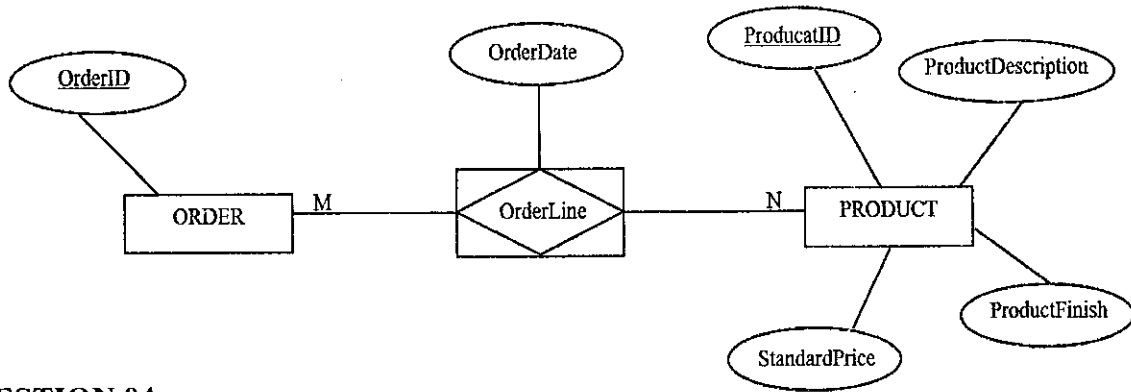 OrderID
OrderDate
ProducatID
ProductDescription
ORDER
M
OrderLine
N
PRODUCT
ProductFinish
StandardPrice